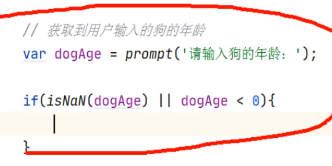 // 获取到用户输入的狗的年龄
var dogAge = prompt('请输入狗的年龄：');
if(isNaN(dogAge) || dogAge < 0){
}